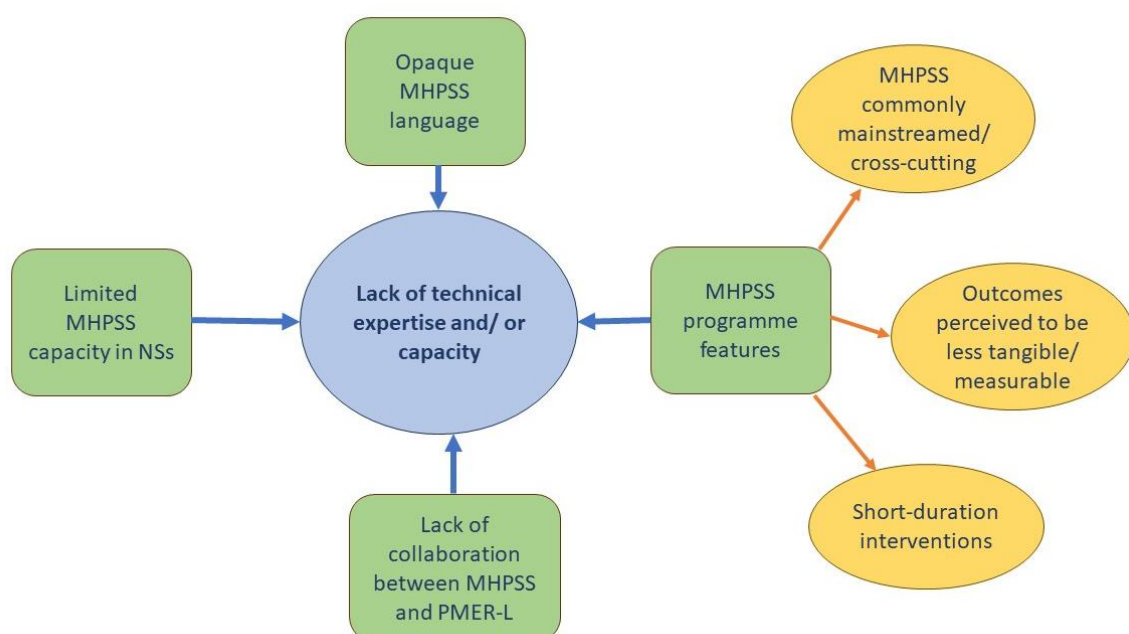 Opaque
MHPSS
language
MHPSS
commonly
mainstreamed/
cross-cutting
Limited
MHPSS
capacity in NSs
Lack of technical
expertise and/ or
capacity
MHPSS
programme
features
Outcomes
perceived to be
less tangible/
measurable
Lack of
collaboration
between MHPSS
and PMER-L
Short-duration
interventions